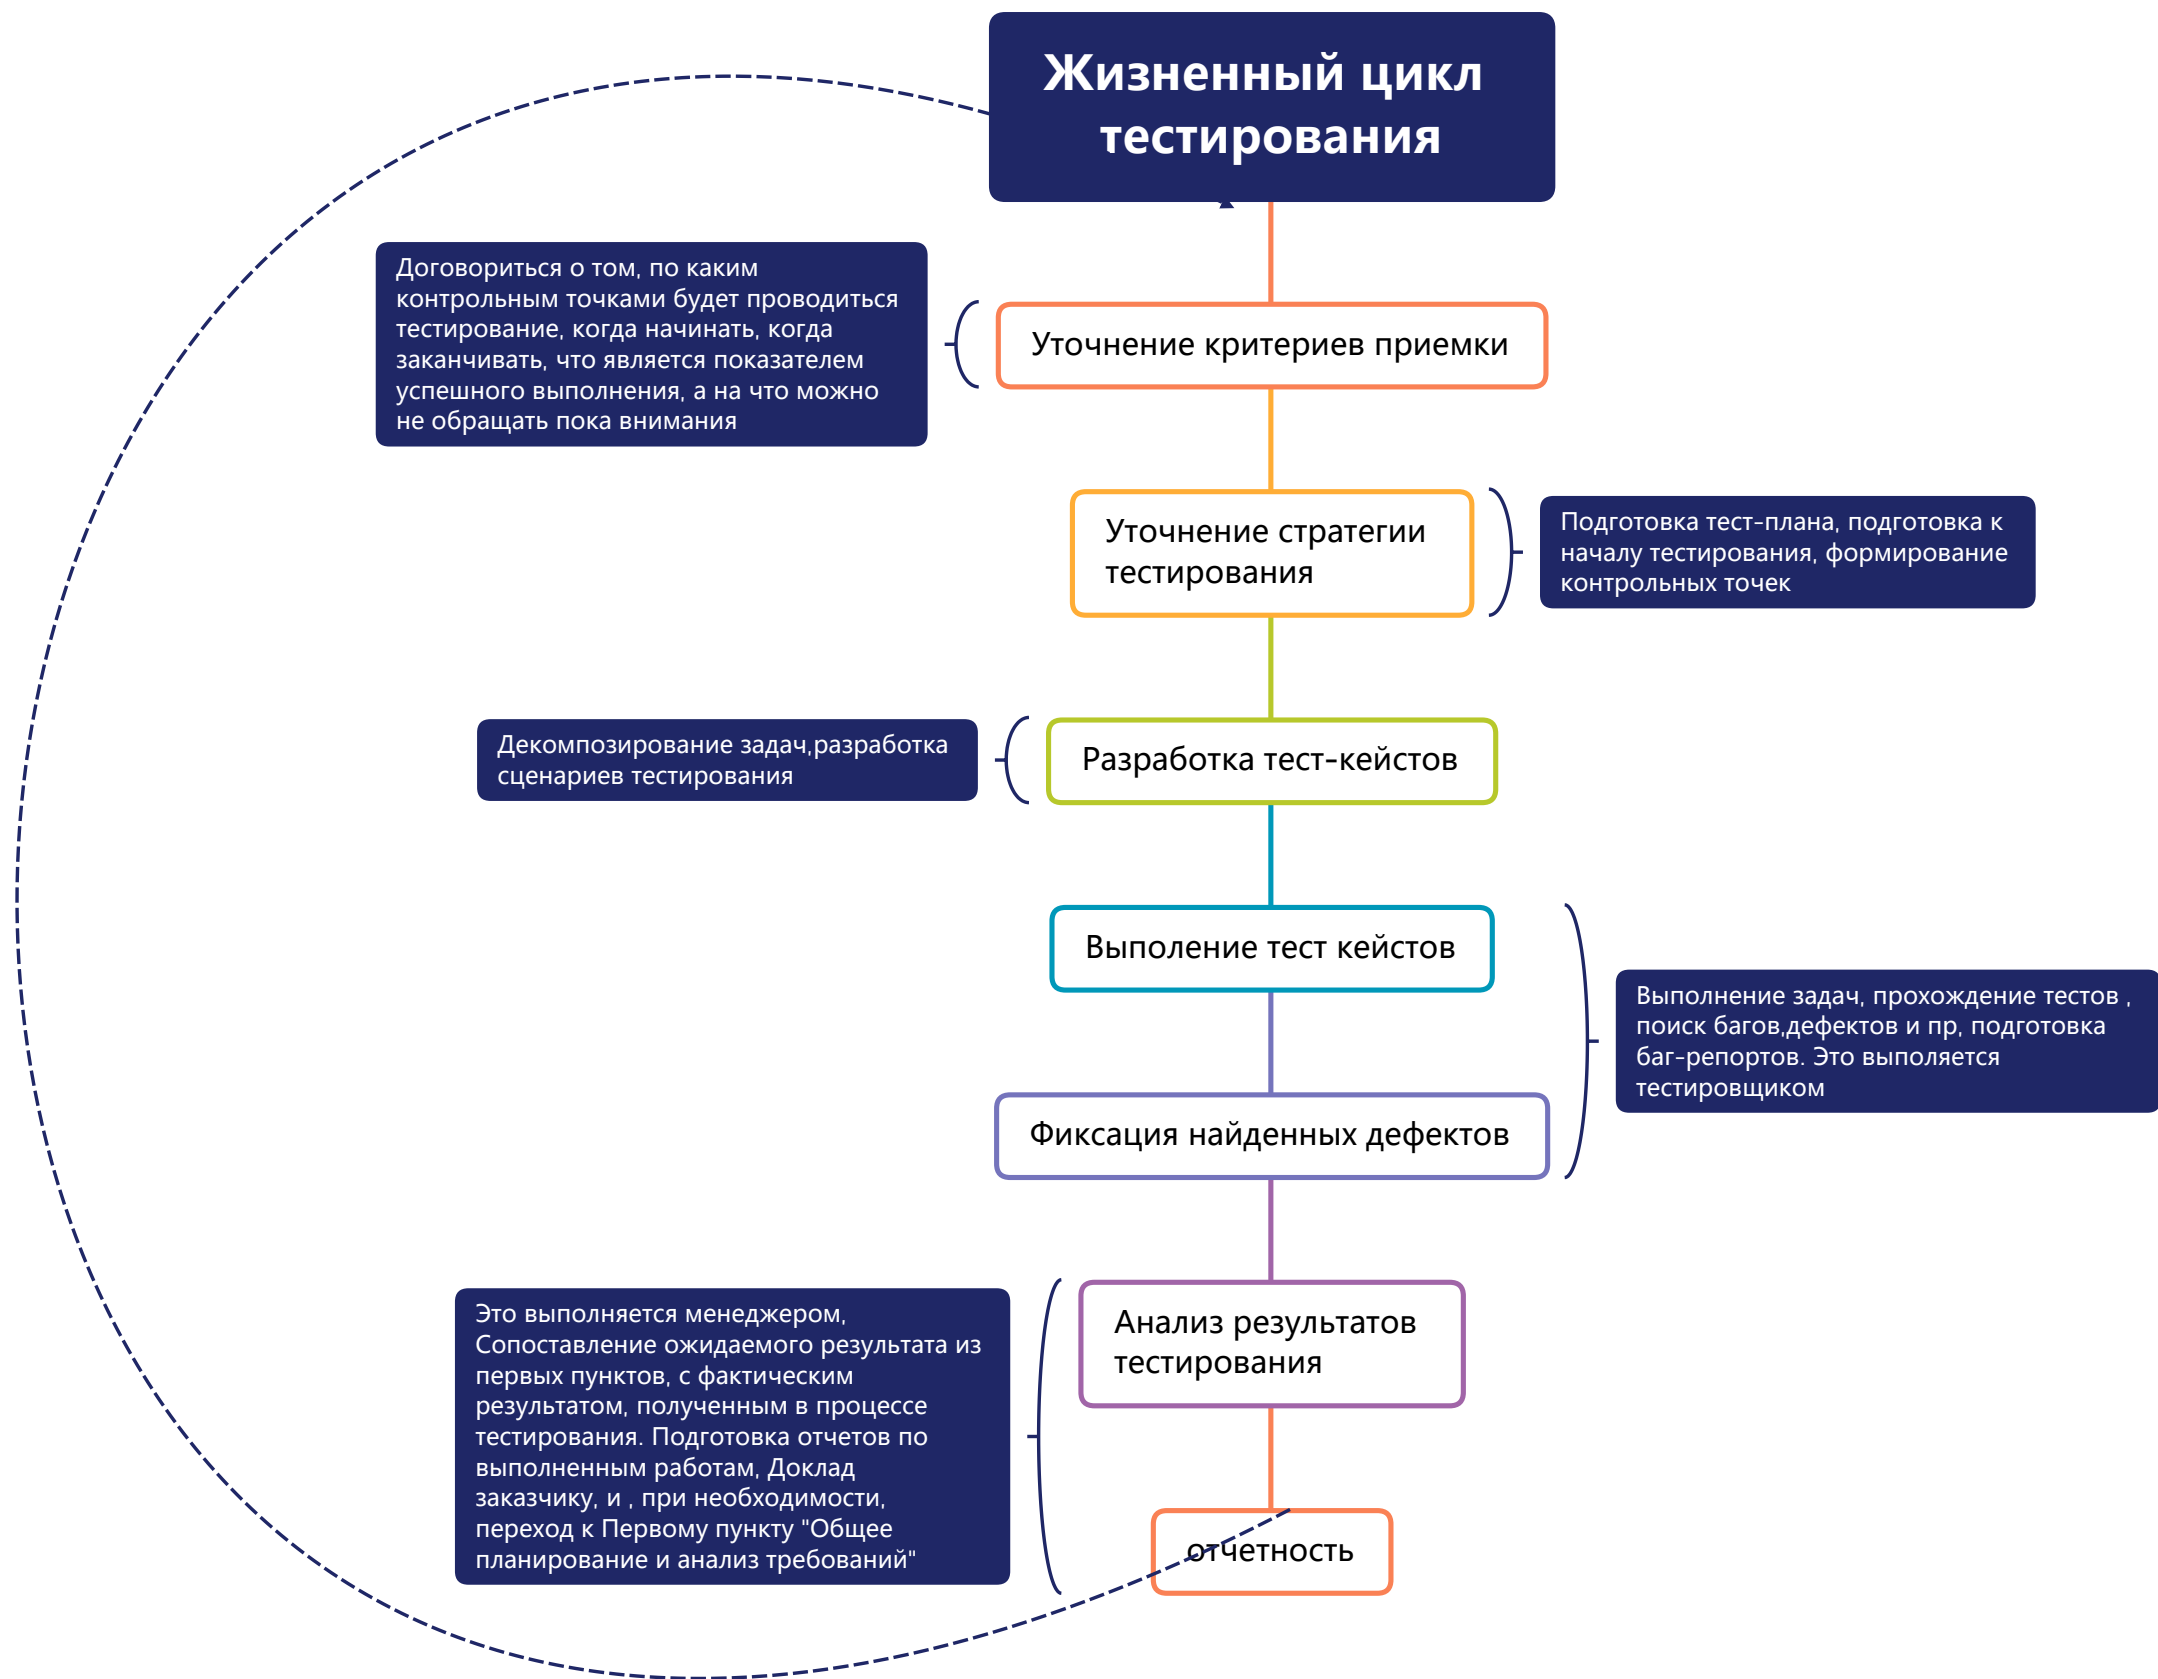 Жизненный цикл
тестирования
Договориться о том, по каким
контрольным точками будет проводиться
тестирование, когда начинать, когда
заканчивать, что является показателем
успешного выполнения, а на что можно
не обращать пока внимания
Уточнение критериев приемки
Уточнение стратегии
тестирования
Подготовка тест-плана, подготовка к
началу тестирования, формирование
контрольных точек
Декомпозирование задач,разработка
сценариев тестирования
Разработка тест-кейстов
Выполение тест кейстов
Выполнение задач, прохождение тестов ,
поиск багов,дефектов и пр, подготовка
баг-репортов. Это выполяется
тестировщиком
Фиксация найденных дефектов
Это выполняется менеджером,
Сопоставление ожидаемого результата из
первых пунктов, с фактическим
результатом, полученным в процессе
тестирования. Подготовка отчетов по
выполненным работам, Доклад
заказчику, и , при необходимости,
переход к Первому пункту "Общее
планирование и анализ требований"
Анализ результатов
тестирования
отчетность